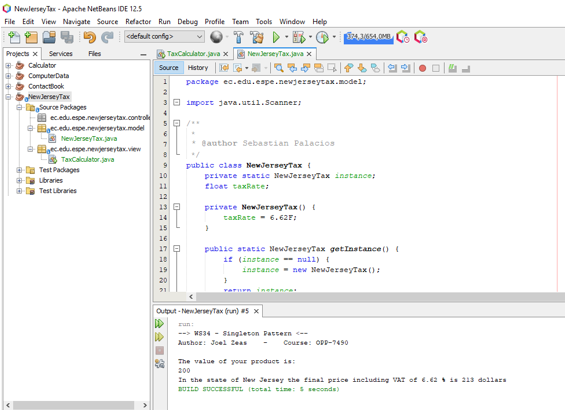 NewJerseyTax - Apache NetBeans IDE 12.5
File Edit View Navigate Source Refactor Run Debug Profile Team Tools Window Help
<default config>
374.3/654.0MB
Projects Services Files
Calculator
ComputerData
ContactBook
NewJerseyTax
Source Packages
ec.edu.espe.newjerseytax.controlle
ec.edu.espe.newjerseytax.model
NewJerseyTax.java
ec.edu.espe.newjerseytax.view
TaxCalculator.java
Test Packages
Libraries
Test Libraries
TaxCalculator.java NewJerseyTax.java
Source History
1 package ec.edu.espe.newjerseytax.model;
2
3 import java.util.Scanner;
4
5 /**
6 *
7 * @author Sebastian Palacios
8 */
9 public class NewJerseyTax {
10 private static NewJerseyTax instance;
11 float taxRate;
12
13 private NewJerseyTax() {
14 taxRate = 6.62F;
15 }
16
17 public static NewJerseyTax getInstance() {
18 if (instance == null) {
19 instance = new NewJerseyTax();
20 }
21 return instance;
Output - NewJerseyTax (run) #5
run:
--> WS34 - Singleton Pattern <--
Author: Joel Zeas - Course: OPP-7490
The value of your product is:
200
In the state of New Jersey the final price including VAT of 6.62 % is 213 dollars
BUILD SUCCESSFUL (total time: 5 seconds)